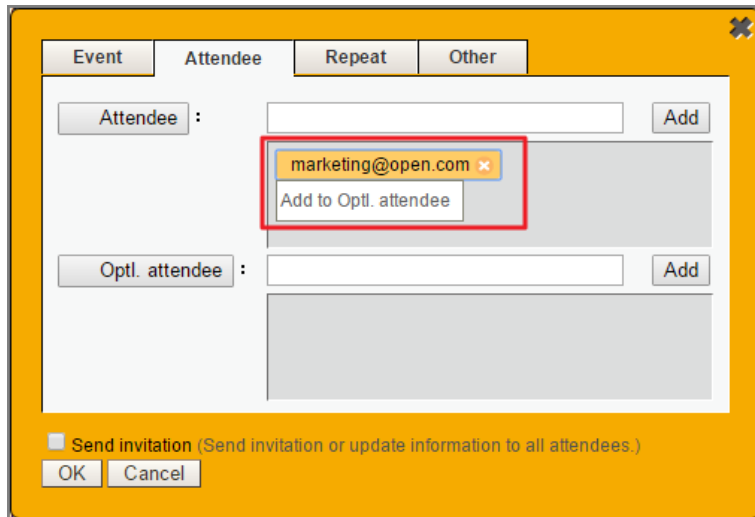 Event Attendee Repeat Other
Attendee : Add
marketing@open.com
Add to Optl. attendee
Optl. attendee : Add
Send invitation (Send invitation or update information to all attendees.)
OK Cancel